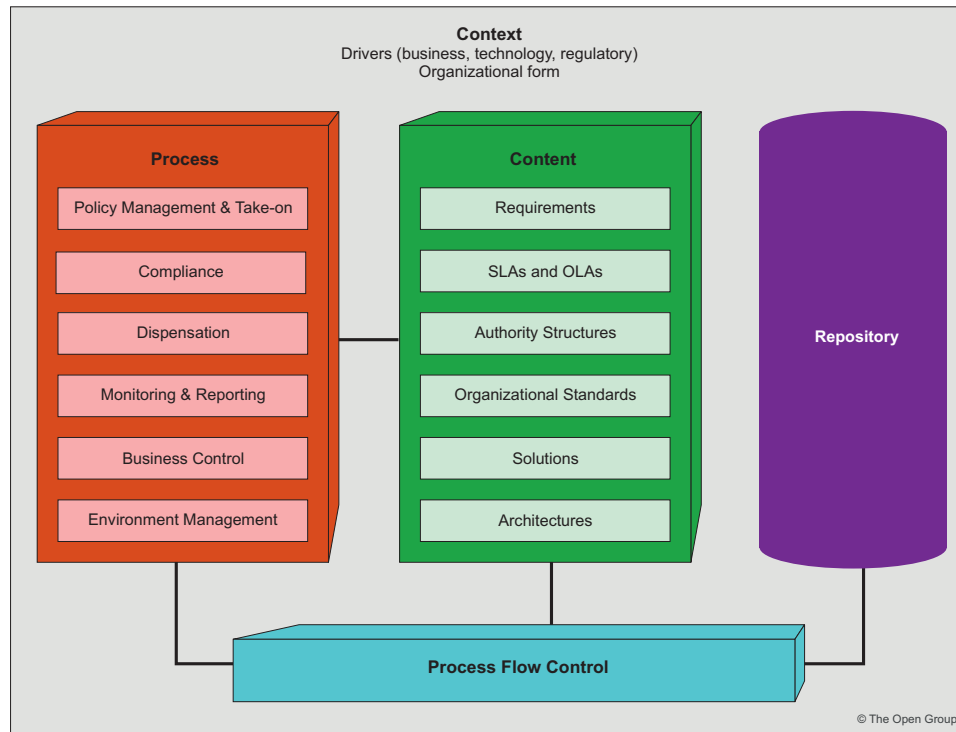 Context
Drivers (business, technology, regulatory)
Organizational form
Process
Policy Management & Take-on
Compliance
Dispensation
Monitoring & Reporting
Business Control
Environment Management
Content
Requirements
SLAs and OLAs
Authority Structures
Organizational Standards
Solutions
Architectures
Repository
Process Flow Control
© The Open Group